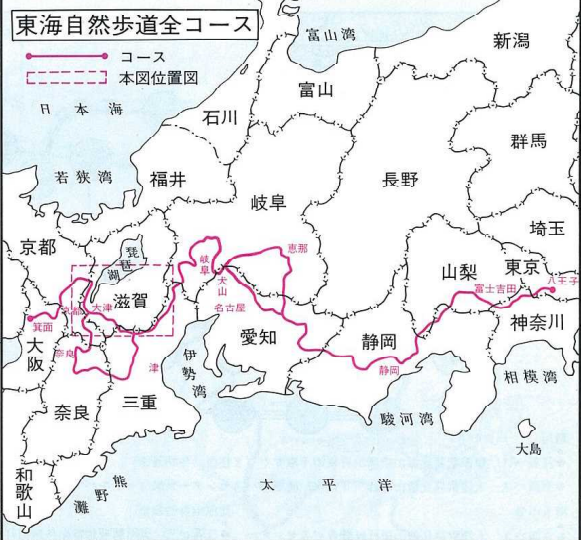 東海自然歩道全コース
コース
本図位置図
日本海
富山湾
新潟
富山
石川
群馬
若狭湾
福井
長野
岐阜
埼玉
京都
琵琶湖
岐阜
恵那
山梨
東京
犬山
富士吉田
八王子
滋賀
大津
京都
名古屋
箕面
神奈川
愛知
静岡
大阪
奈良
津
伊勢湾
静岡
相模湾
奈良
三重
駿河湾
大島
和歌山
熊野灘
太平洋